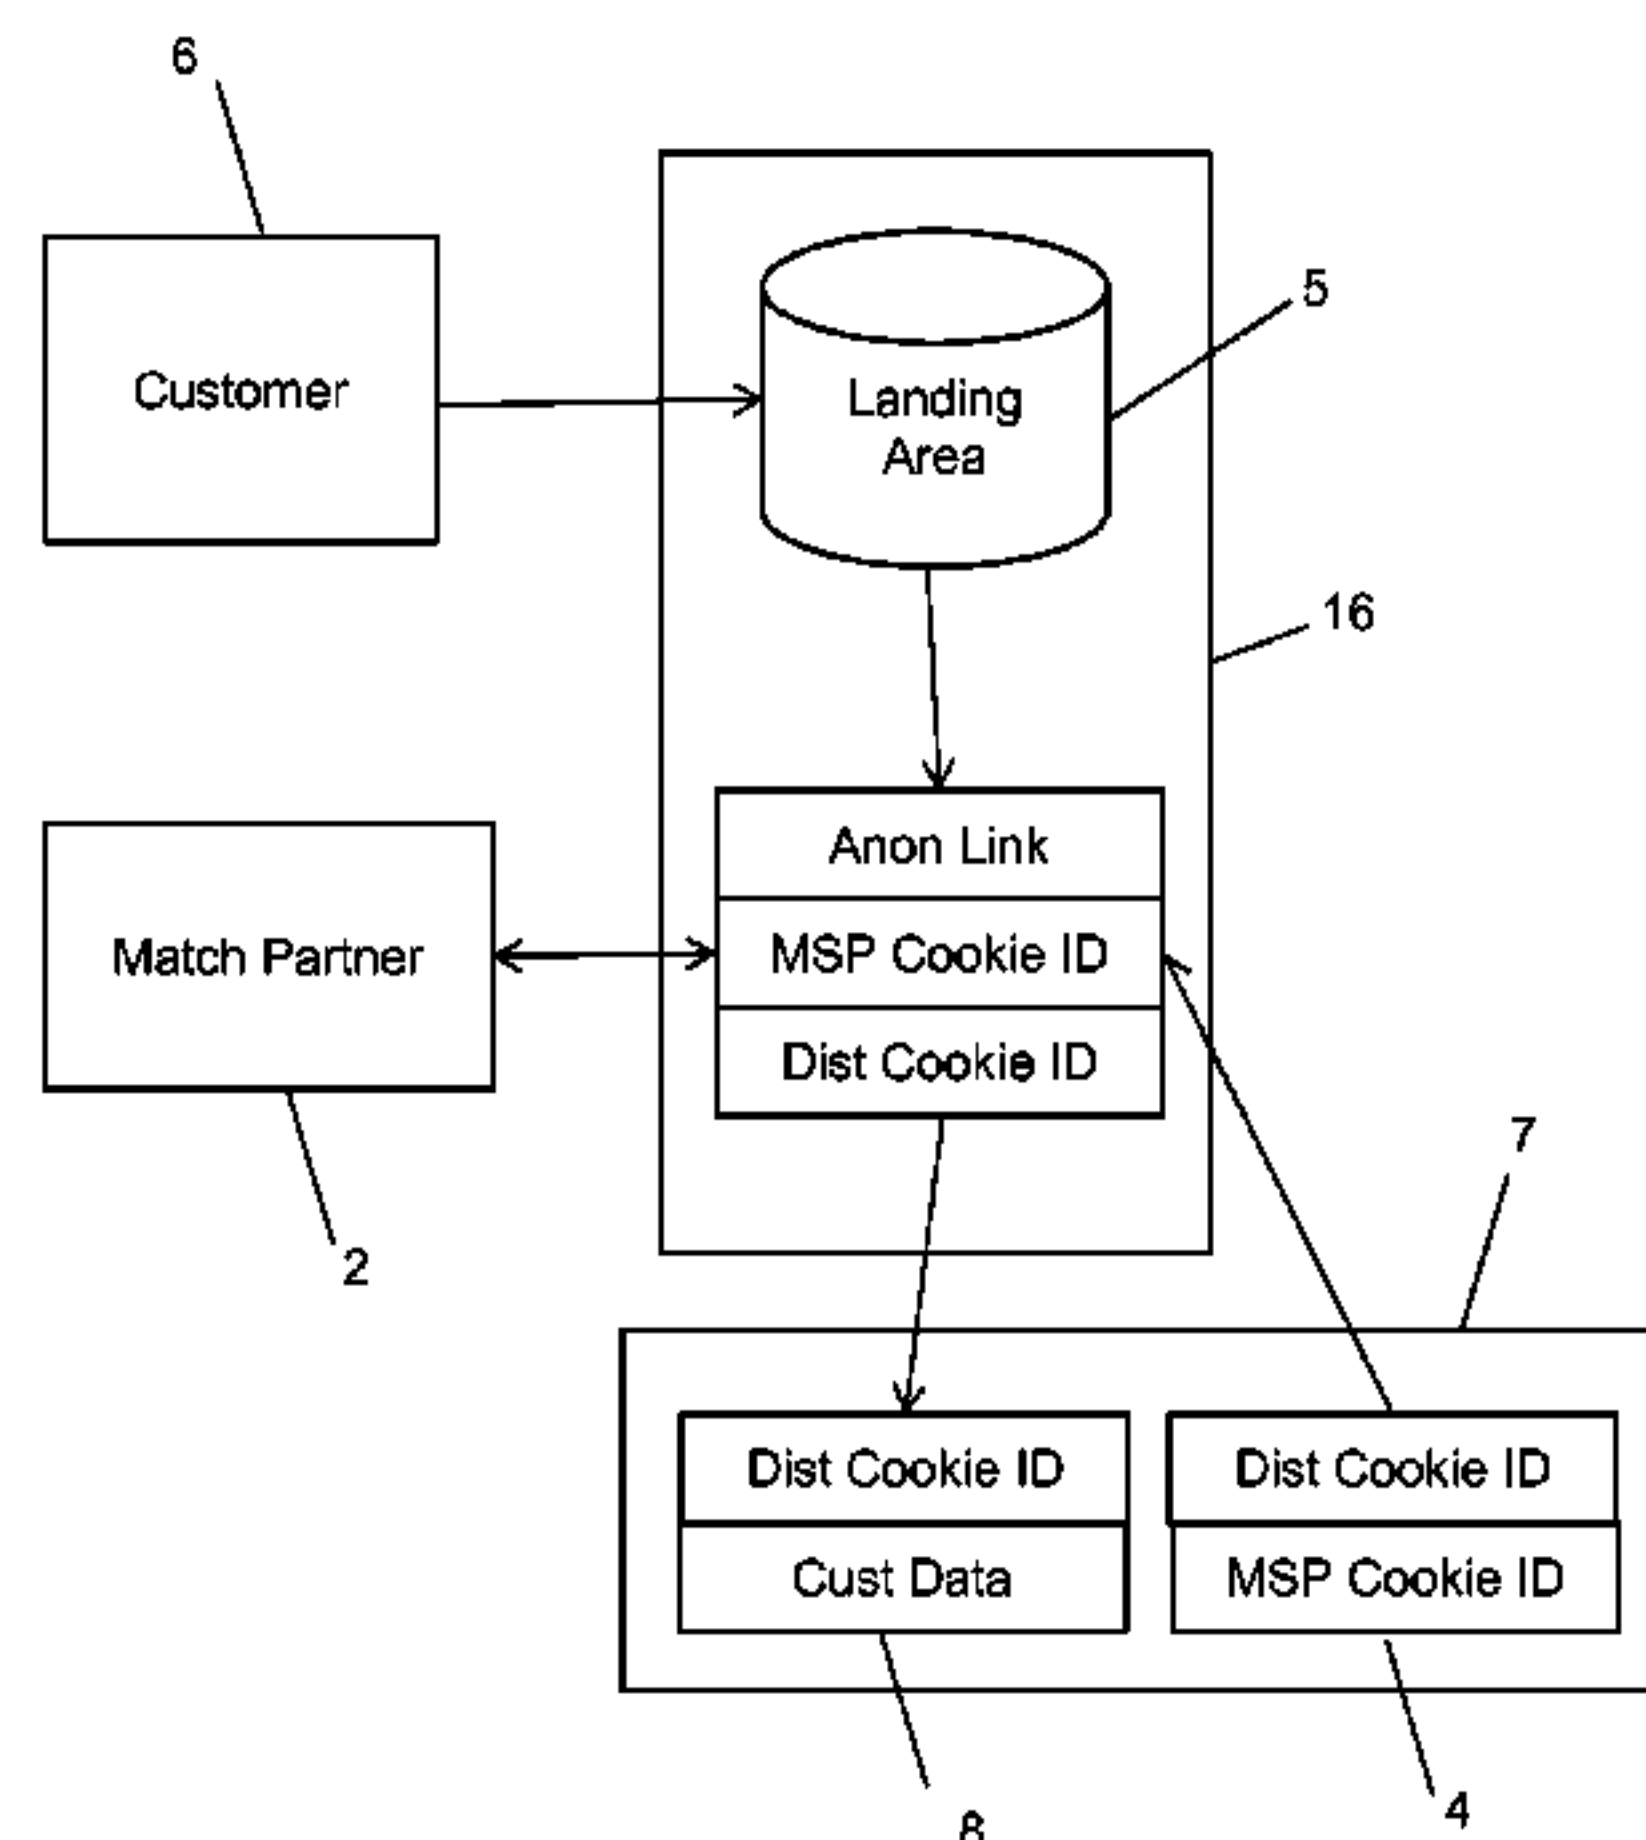 6
5
Customer
Landing
Area
16
Anon Link
MSP Cookie ID
Match Partner
Dist Cookie ID
7
2
Dist Cookie ID
Dist Cookie ID
Cust Data
MSP Cookie ID
4
8